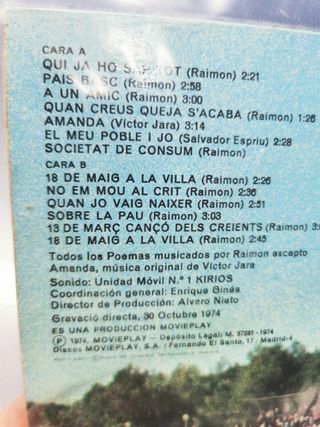 CARA A
QUI JA HO SAP TOT (Raimon) 2:21
PAIS BASC (Raimon) 2:58
A UN AMIC (Raimon) 3:00
QUAN CREUS QUEJA S'ACABA (Raimon) 1:26
AMANDA (Víctor Jara) 3:14
EL MEU POBLE I JO (Salvador Espriu) 2:28
SOCIETAT DE CONSUM (Raimon)
CARA B
18 DE MAIG A LA VILLA (Raimon) 2:26
NO EM MOU AL CRIT (Raimon) 2:36
QUAN JO VAIG NAIXER (Raimon) 2:51
SOBRE LA PAU (Raimon) 3:03
13 DE MARÇ CANÇÓ DELS CREIENTS (Raimon)
18 DE MAIG A LA VILLA (Raimon) 2:45
Todos los Poemas musicados por Raimon excepto
Amanda, música original de Víctor Jara
Sonido: Unidad Móvil N.º 1 KIRIOS
Coordinación general: Enrique Ginés
Director de Producción: Alvaro Nieto
Gravació directa, 30 Octubre 1974
ES UNA PRODUCCION MOVIEPLAY
Ⓟ 1974, MOVIEPLAY - Depósito Legal: M. 37281 - 1974
Discos MOVIEPLAY, S.A. / Fernando El Santo, 17 Madrid-4